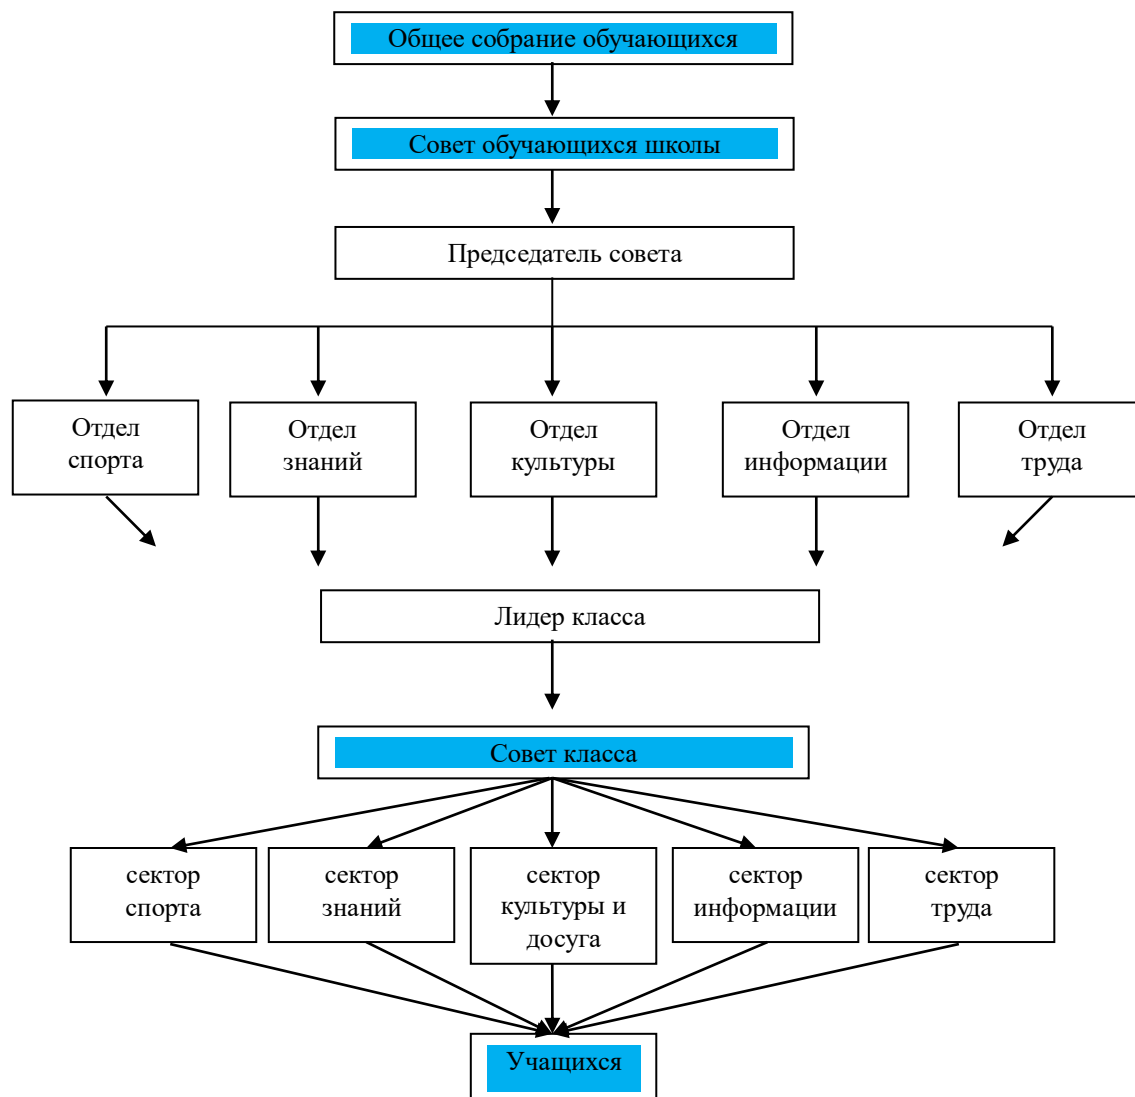 Общее собрание обучающихся
Совет обучающихся школы
Председатель совета
Отдел
спорта
Отдел
знаний
Отдел
культуры
Отдел
информации
Отдел
труда
Лидер класса
Совет класса
сектор
спорта
сектор
знаний
сектор
культуры и
досуга
сектор
информации
сектор
труда
Учащихся